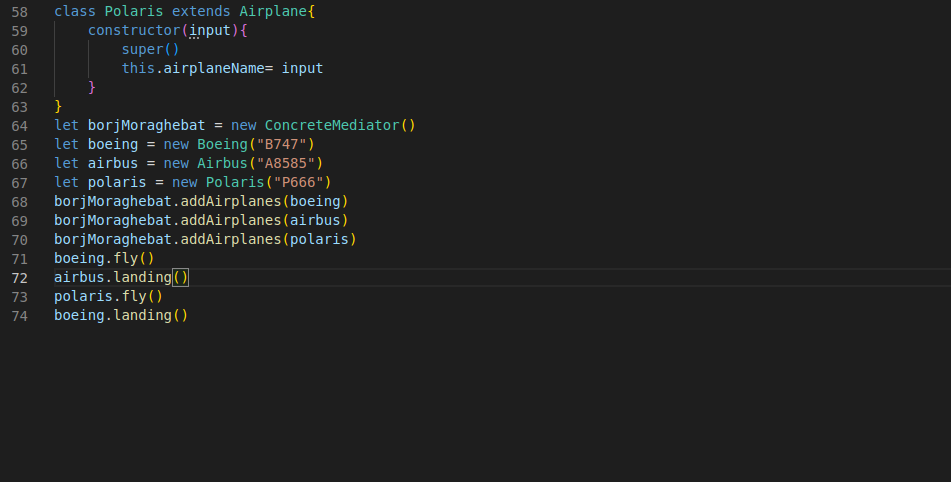 58 class Polaris extends Airplane{
59     constructor(input){
60         super()
61         this.airplaneName= input
62     }
63 }
64 let borjMoraghebat = new ConcreteMediator()
65 let boeing = new Boeing("B747")
66 let airbus = new Airbus("A8585")
67 let polaris = new Polaris("P666")
68 borjMoraghebat.addAirplanes(boeing)
69 borjMoraghebat.addAirplanes(airbus)
70 borjMoraghebat.addAirplanes(polaris)
71 boeing.fly()
72 airbus.landing()
73 polaris.fly()
74 boeing.landing()